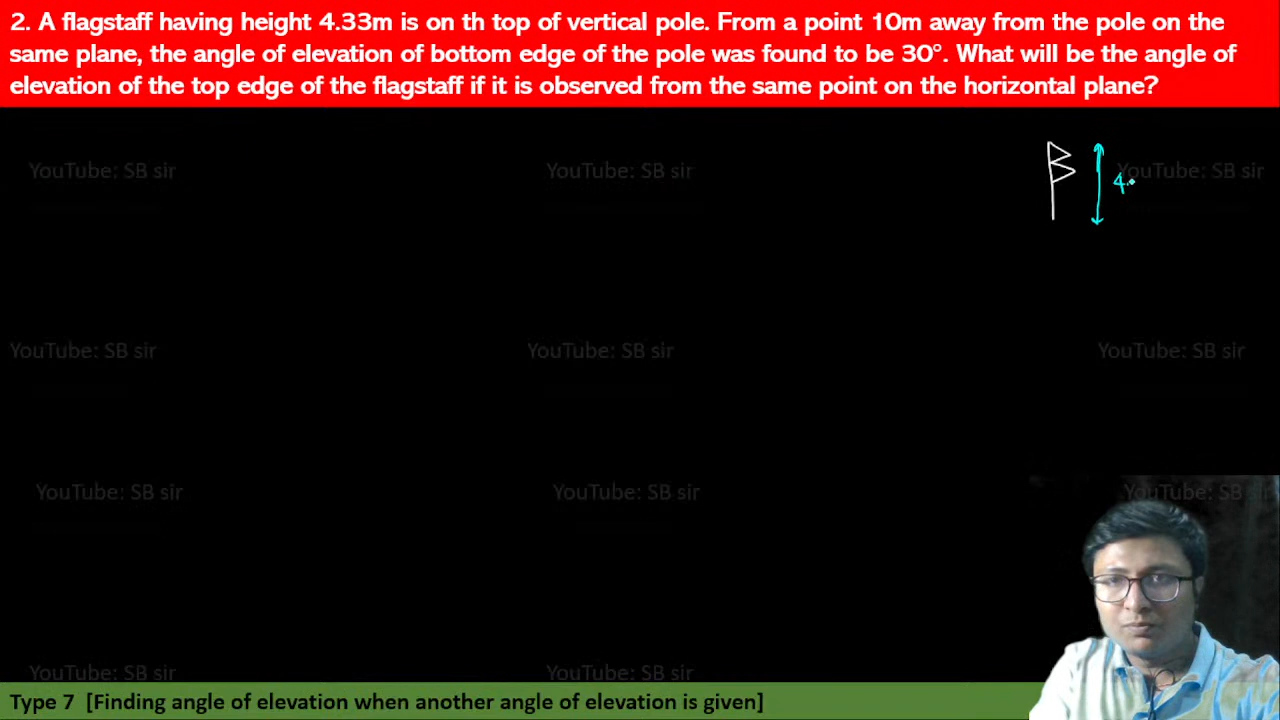 2. A flagstaff having height 4.33m is on th top of vertical pole. From a point 10m away from the pole on the
same plane, the angle of elevation of bottom edge of the pole was found to be 30°. What will be the angle of
elevation of the top edge of the flagstaff if it is observed from the same point on the horizontal plane?
YouTube: SB sir YouTube: SB sir YouTube: SB sir
4.
YouTube: SB sir YouTube: SB sir YouTube: SB sir
YouTube: SB sir YouTube: SB sir YouTube: SB sir
YouTube: SB sir YouTube: SB sir
Type 7 [Finding angle of elevation when another angle of elevation is given]